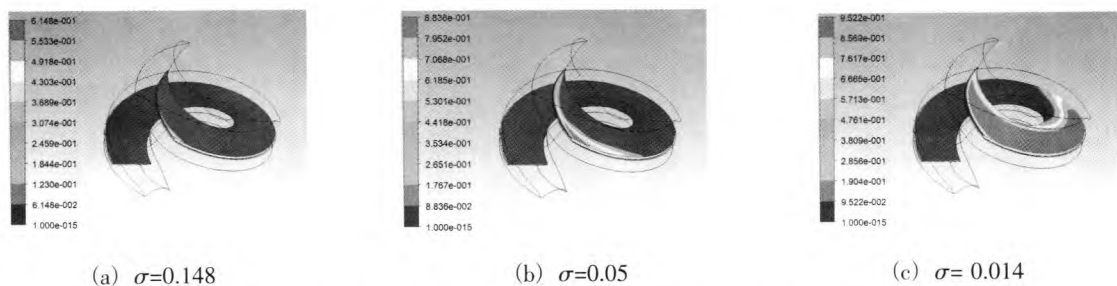 6.148e-001
5.533e-001
4.918e-001
4.303e-001
3.689e-001
3.074e-001
2.459e-001
1.844e-001
1.230e-001
6.148e-002
1.000e-015
(a) σ=0.148
8.836e-001
7.952e-001
7.068e-001
6.185e-001
5.301e-001
4.418e-001
3.534e-001
2.651e-001
1.767e-001
8.836e-002
1.000e-015
(b) σ=0.05
9.522e-001
8.569e-001
7.617e-001
6.665e-001
5.713e-001
4.761e-001
3.809e-001
2.856e-001
1.904e-001
9.522e-002
1.000e-015
(c) σ= 0.014